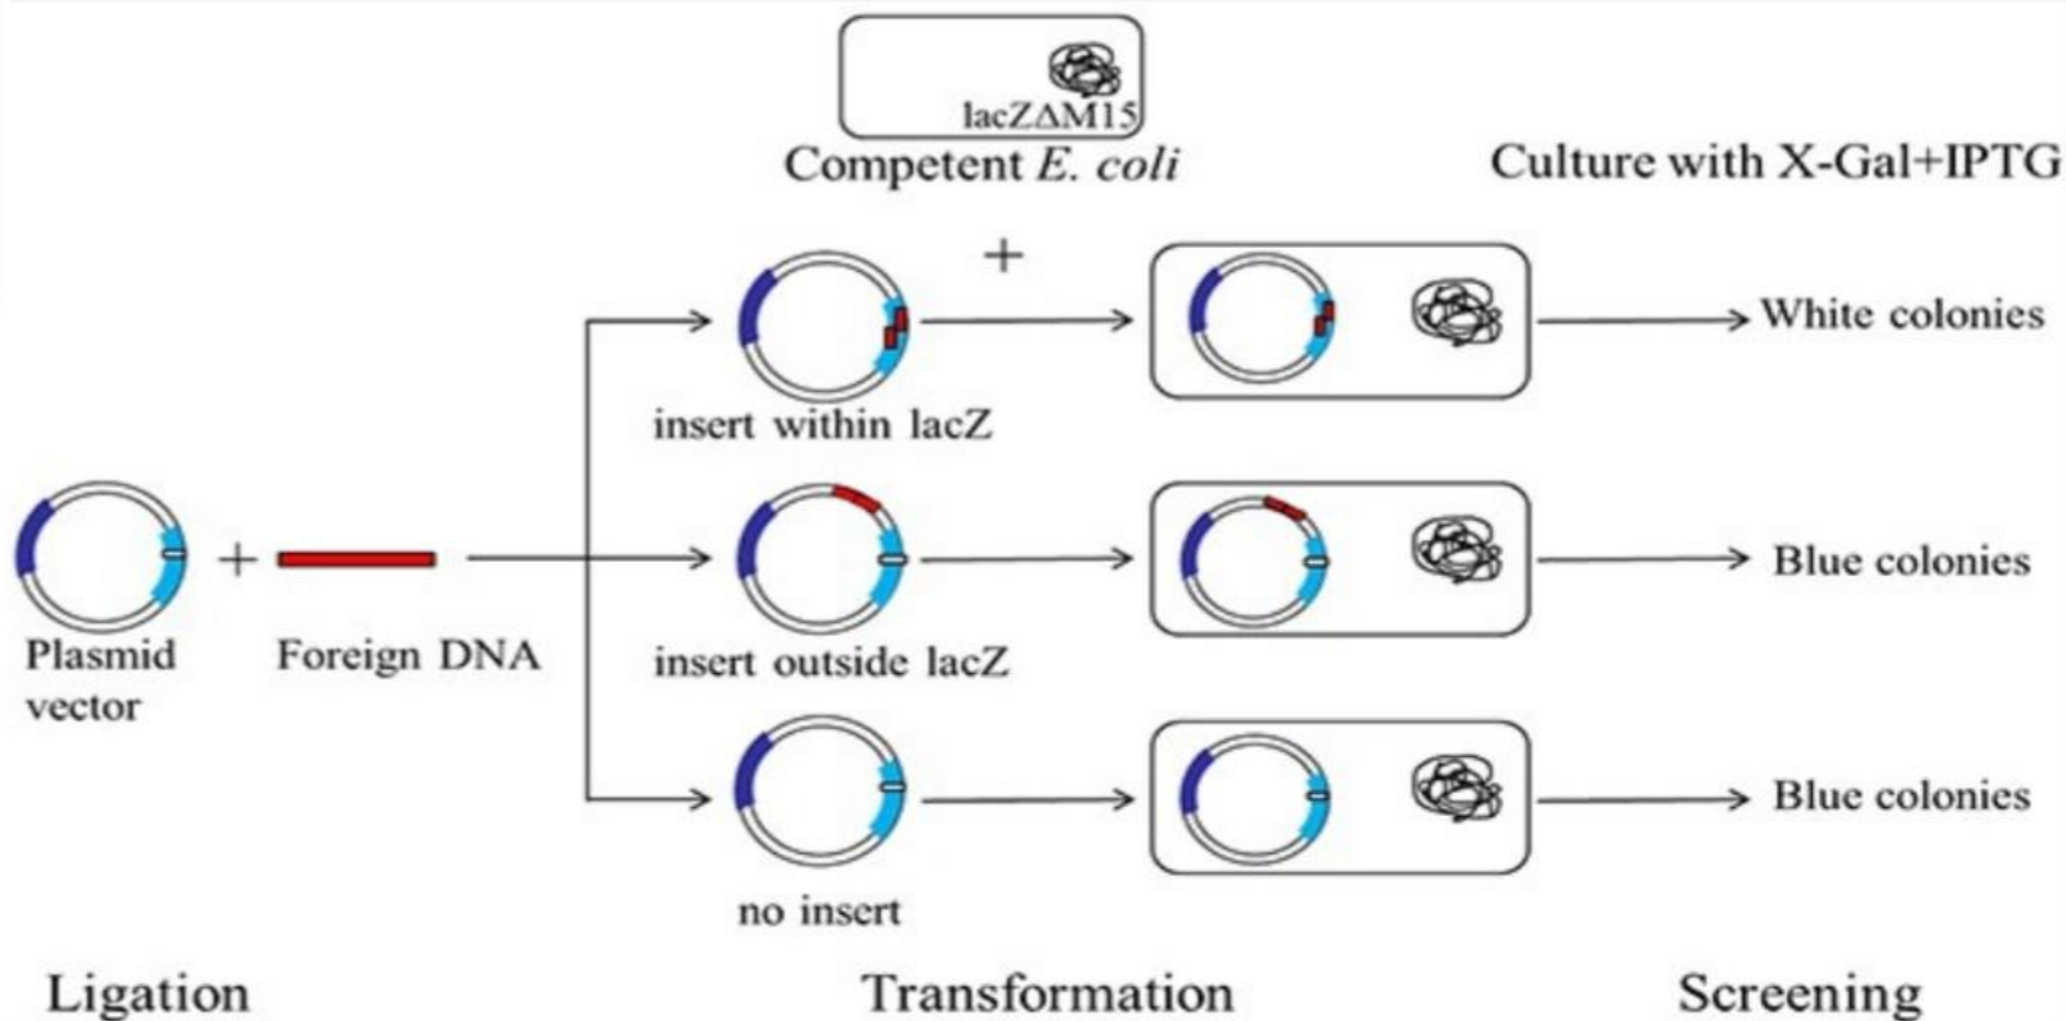 lacZΔM15
Competent E. coli
Culture with X-Gal+IPTG
+
White colonies
insert within lacZ
+
Blue colonies
Plasmid
vector
Foreign DNA
insert outside lacZ
Blue colonies
no insert
Ligation
Transformation
Screening